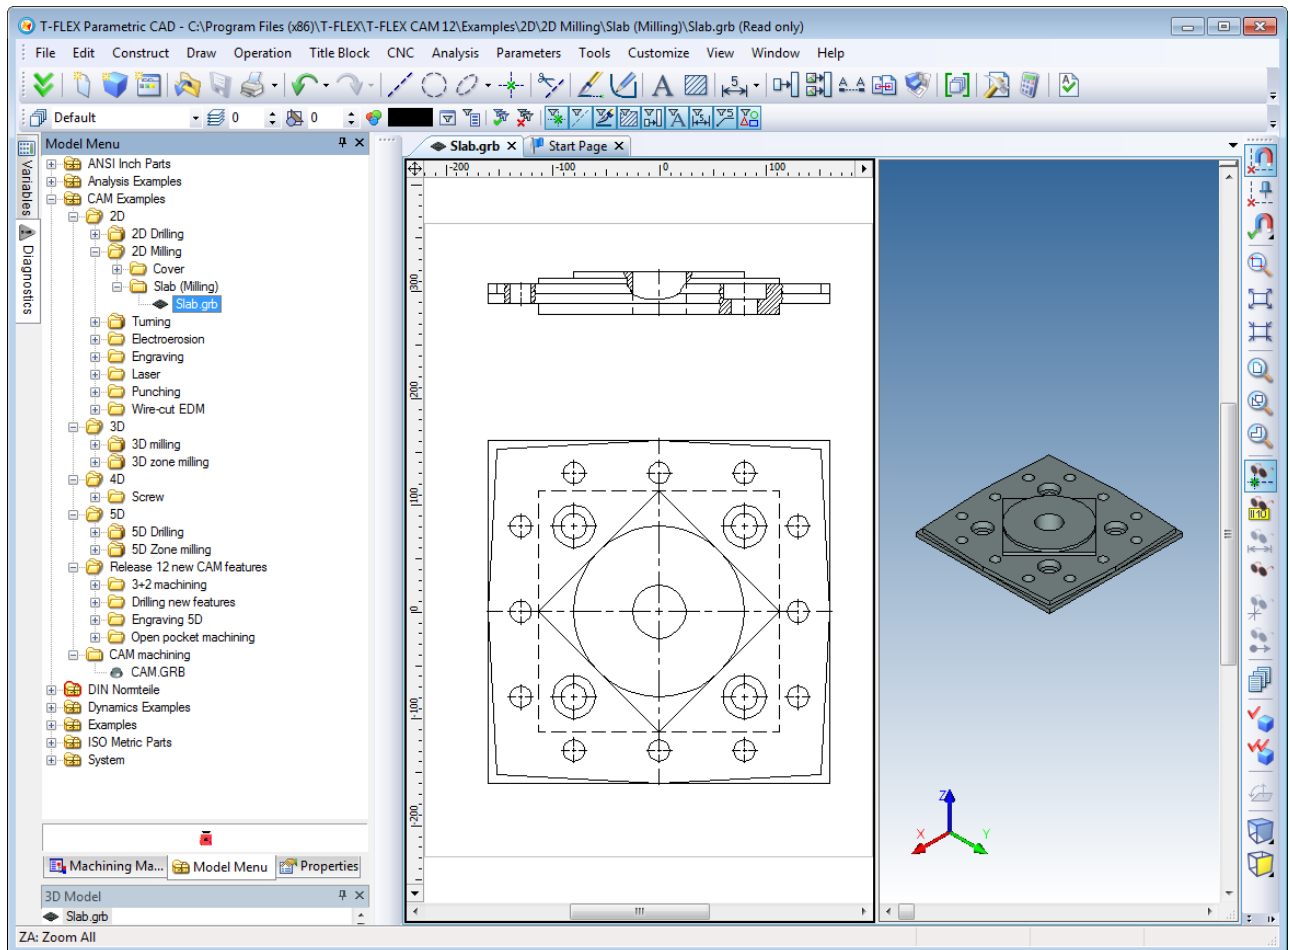 T-FLEX Parametric CAD - C:\Program Files (x86)\T-FLEX\T-FLEX CAM 12\Examples\2D\2D Milling\Slab (Milling)\Slab.grb (Read only)
File Edit Construct Draw Operation Title Block CNC Analysis Parameters Tools Customize View Window Help
A 5
Default 0 0
Model Menu
Slab.grb Start Page
Variables
Diagnostics
ANSI Inch Parts
Analysis Examples
CAM Examples
2D
2D Drilling
2D Milling
Cover
Slab (Milling)
Slab.grb
Turning
Electroerosion
Engraving
Laser
Punching
Wire-cut EDM
3D
3D milling
3D zone milling
4D
Screw
5D
5D Drilling
5D Zone milling
Release 12 new CAM features
3+2 machining
Drilling new features
Engraving 5D
Open pocket machining
CAM machining
CAM.GRB
DIN Normteile
Dynamics Examples
Examples
ISO Metric Parts
System
Machining Ma... Model Menu Properties
3D Model
Slab.grb
-200 -100 0 100
300
200
100
0
-100
-200
Z
X Y
ZA: Zoom All